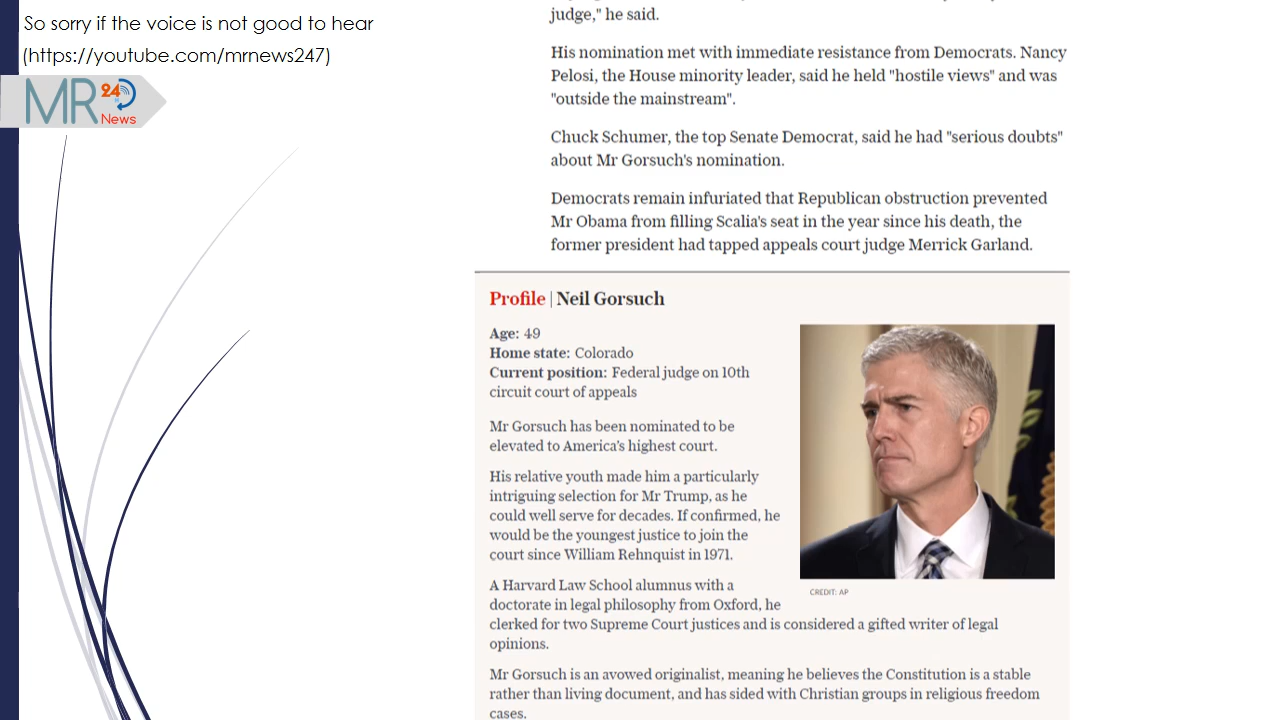 So sorry if the voice is not good to hear
(https://youtube.com/mrnews247)
MR 24
News
judge," he said.
His nomination met with immediate resistance from Democrats. Nancy
Pelosi, the House minority leader, said he held "hostile views" and was
"outside the mainstream".
Chuck Schumer, the top Senate Democrat, said he had "serious doubts"
about Mr Gorsuch's nomination.
Democrats remain infuriated that Republican obstruction prevented
Mr Obama from filling Scalia's seat in the year since his death, the
former president had tapped appeals court judge Merrick Garland.
Profile | Neil Gorsuch
Age: 49
Home state: Colorado
Current position: Federal judge on 10th
circuit court of appeals
Mr Gorsuch has been nominated to be
elevated to America's highest court.
His relative youth made him a particularly
intriguing selection for Mr Trump, as he
could well serve for decades. If confirmed, he
would be the youngest justice to join the
court since William Rehnquist in 1971.
A Harvard Law School alumnus with a
doctorate in legal philosophy from Oxford, he
clerked for two Supreme Court justices and is considered a gifted writer of legal
opinions.
CREDIT: AP
Mr Gorsuch is an avowed originalist, meaning he believes the Constitution is a stable
rather than living document, and has sided with Christian groups in religious freedom
cases.